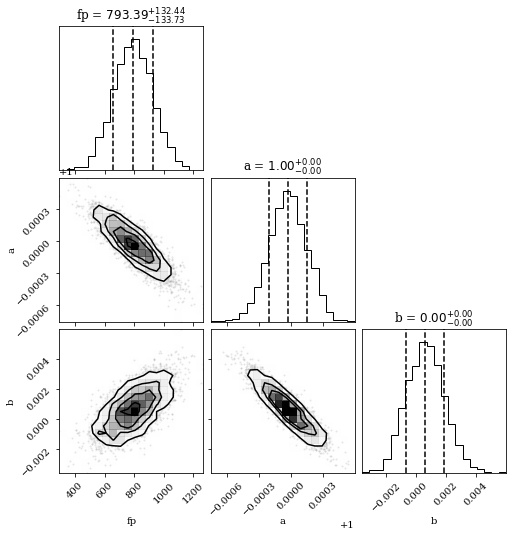 fp = 793.39+132.44−133.73
+1
a = 1.00+0.00−0.00
a
0.0003
0.0000
−0.0003
−0.0006
b = 0.00+0.00−0.00
b
0.004
0.002
0.000
−0.002
400 600 800 1000 1200
−0.0006 −0.0003 0.0000 0.0003
−0.002 0.000 0.002 0.004
fp a b
+1